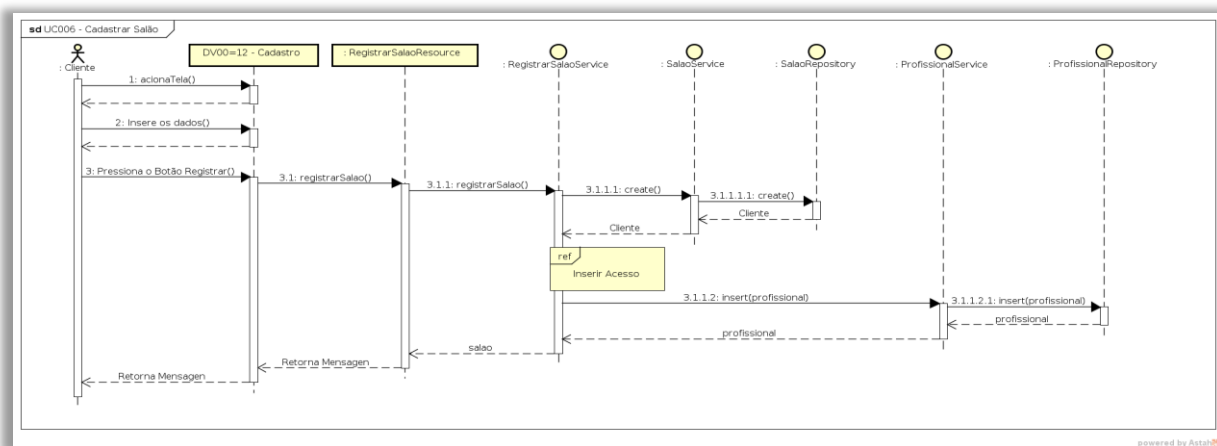 sd UC006 - Cadastrar Salão
: Cliente
DV00=12 - Cadastro
: RegistrarSalaoResource
: RegistrarSalaoService
: SalaoService
: SalaoRepository
: ProfissionalService
: ProfissionalRepository
1: acionaTela()
2: Insere os dados()
3: Pressiona o Botão Registrar()
3.1: registrarSalao()
3.1.1: registrarSalao()
3.1.1.1: create()
3.1.1.1.1: create()
Cliente
Cliente
ref
Inserir Acesso
3.1.1.2: insert(profissional)
3.1.1.2.1: insert(profissional)
profissional
profissional
salao
Retorna Mensagen
Retorna Mensagen
powered by Astah